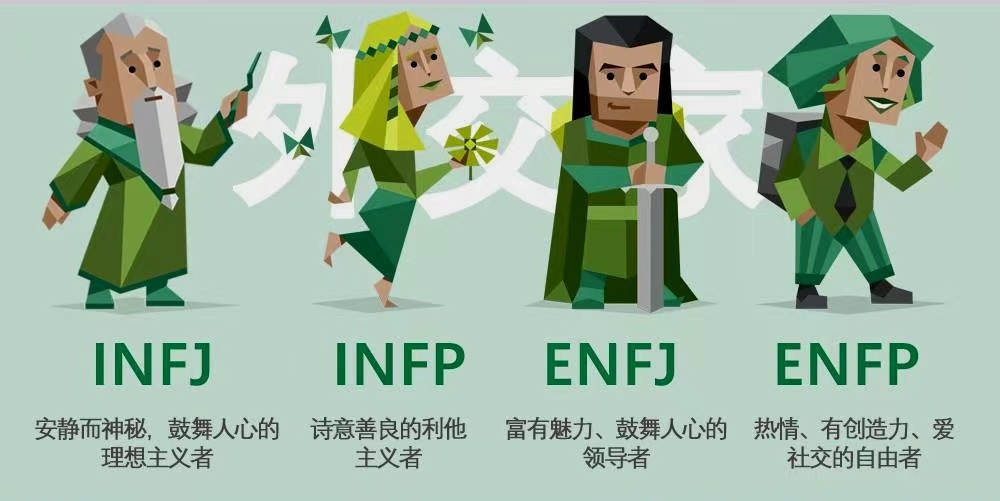 外交家
INFJ
INFP
ENFJ
ENFP
安静而神秘，鼓舞人心的
理想主义者
诗意善良的利他
主义者
富有魅力、鼓舞人心的
领导者
热情、有创造力、爱
社交的自由者